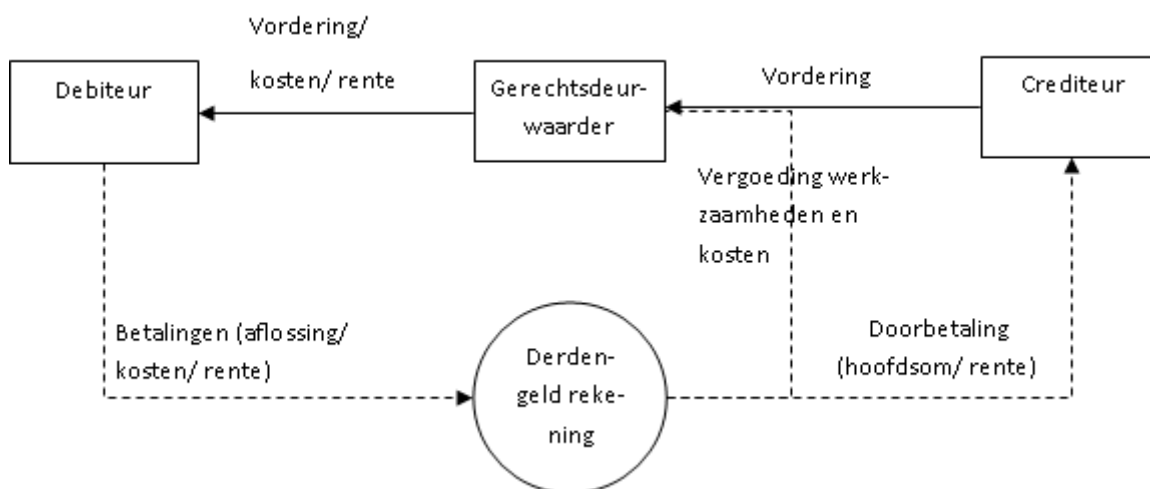 Vordering/
kosten/ rente
Debiteur
Gerechtsdeur-
waarder
Vordering
Crediteur
Vergoeding werk-
zaamheden en
kosten
Betalingen (aflossing/
kosten/ rente)
Derden-
geld reke-
ning
Doorbetaling
(hoofdsom/ rente)